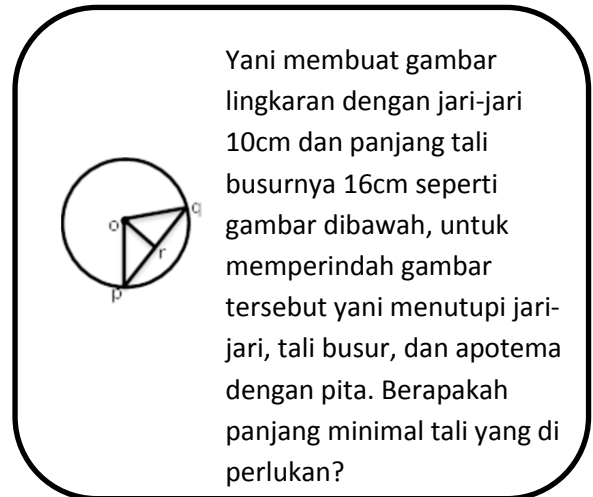 Yani membuat gambar
lingkaran dengan jari-jari
10cm dan panjang tali
busurnya 16cm seperti
gambar dibawah, untuk
memperindah gambar
tersebut yani menutupi jari-
jari, tali busur, dan apotema
dengan pita. Berapakah
panjang minimal tali yang di
perlukan?
o
q
r
p